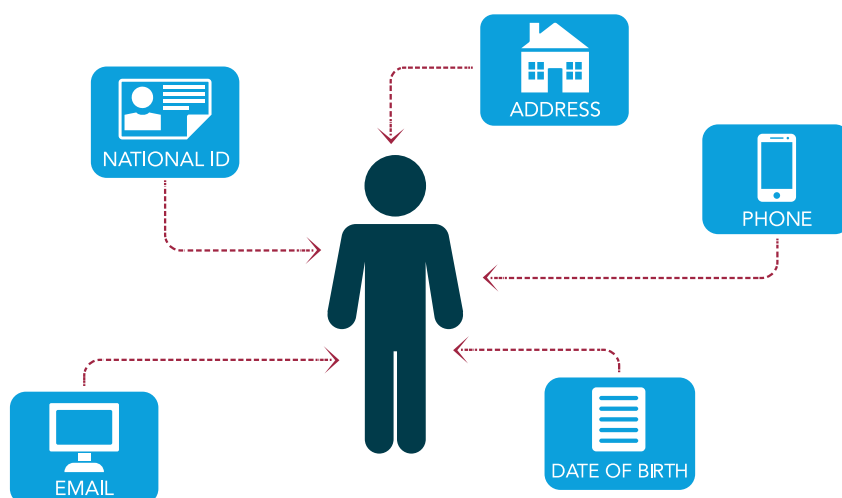 ADDRESS
NATIONAL ID
PHONE
DATE OF BIRTH
EMAIL